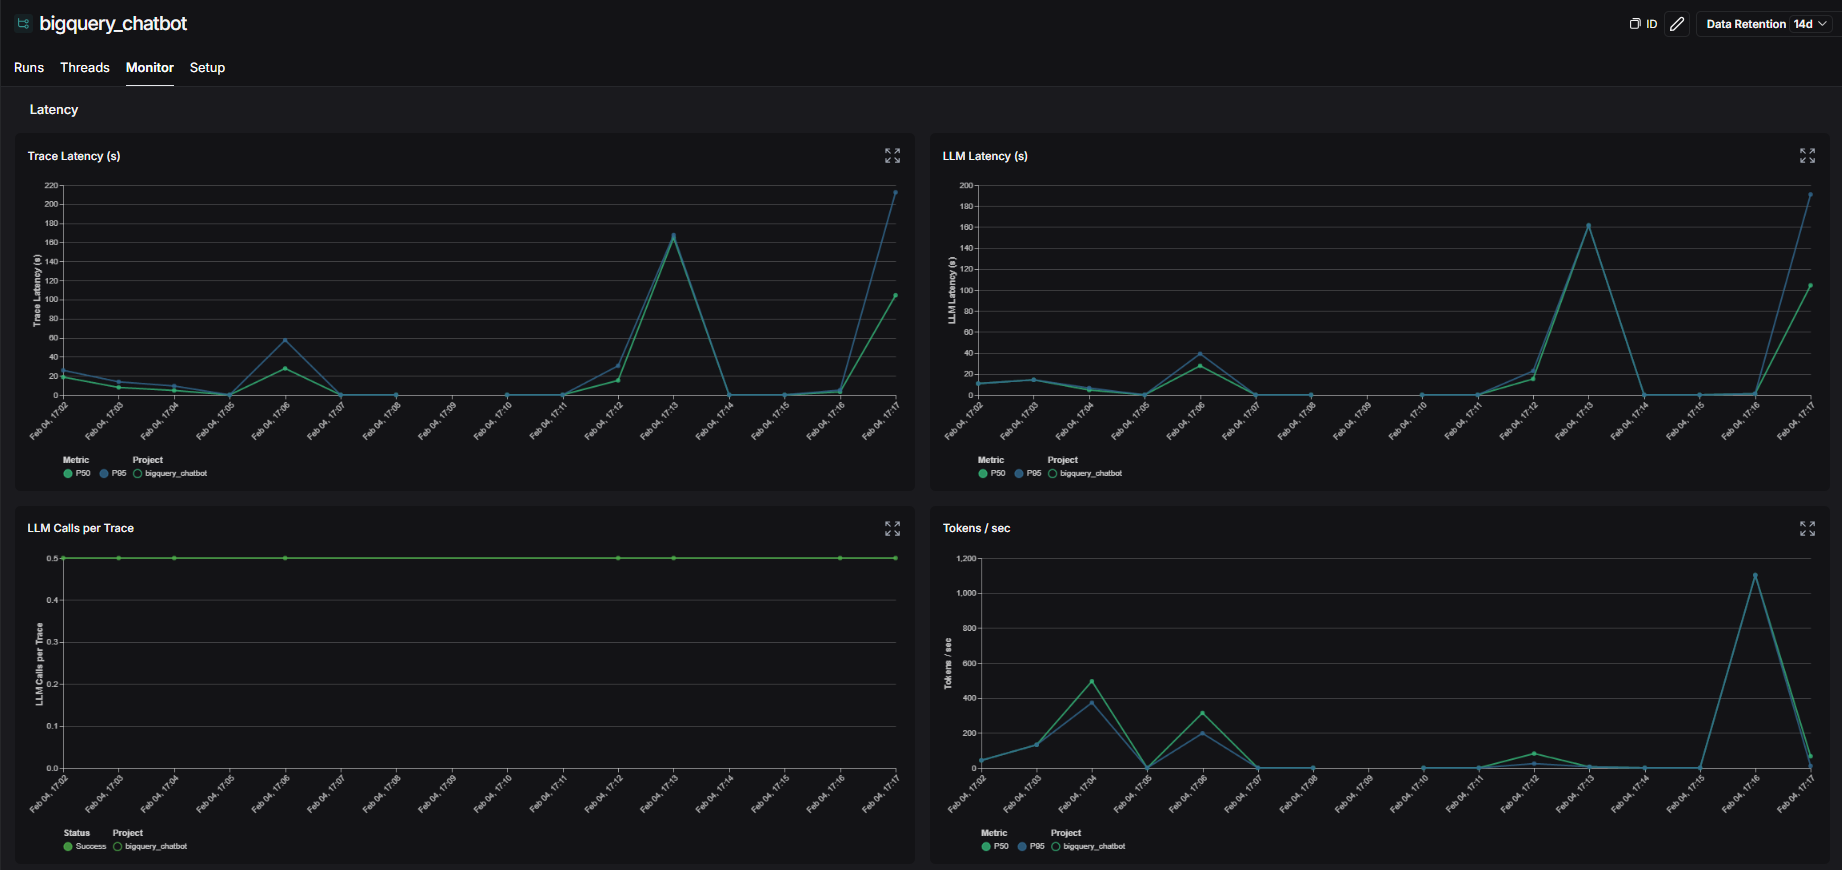 bigquery_chatbot
ID
Data Retention 14d
Runs Threads Monitor Setup
Latency
Trace Latency (s)
Trace Latency (s)
220
200
180
160
140
120
100
80
60
40
20
0
Feb 04, 17:02 Feb 04, 17:03 Feb 04, 17:04 Feb 04, 17:05 Feb 04, 17:06 Feb 04, 17:07 Feb 04, 17:08 Feb 04, 17:09 Feb 04, 17:10 Feb 04, 17:11 Feb 04, 17:12 Feb 04, 17:13 Feb 04, 17:14 Feb 04, 17:15 Feb 04, 17:16 Feb 04, 17:17
Metric Project
P50 P95 bigquery_chatbot
LLM Latency (s)
LLM Latency (s)
200
180
160
140
120
100
80
60
40
20
0
Feb 04, 17:02 Feb 04, 17:03 Feb 04, 17:04 Feb 04, 17:05 Feb 04, 17:06 Feb 04, 17:07 Feb 04, 17:08 Feb 04, 17:09 Feb 04, 17:10 Feb 04, 17:11 Feb 04, 17:12 Feb 04, 17:13 Feb 04, 17:14 Feb 04, 17:15 Feb 04, 17:16 Feb 04, 17:17
Metric Project
P50 P95 bigquery_chatbot
LLM Calls per Trace
LLM Calls per Trace
0.5
0.4
0.3
0.2
0.1
0.0
Feb 04, 17:02 Feb 04, 17:03 Feb 04, 17:04 Feb 04, 17:05 Feb 04, 17:06 Feb 04, 17:07 Feb 04, 17:08 Feb 04, 17:09 Feb 04, 17:10 Feb 04, 17:11 Feb 04, 17:12 Feb 04, 17:13 Feb 04, 17:14 Feb 04, 17:15 Feb 04, 17:16 Feb 04, 17:17
Status Project
Success bigquery_chatbot
Tokens / sec
Tokens / sec
1,200
1,000
800
600
400
200
0
Feb 04, 17:02 Feb 04, 17:03 Feb 04, 17:04 Feb 04, 17:05 Feb 04, 17:06 Feb 04, 17:07 Feb 04, 17:08 Feb 04, 17:09 Feb 04, 17:10 Feb 04, 17:11 Feb 04, 17:12 Feb 04, 17:13 Feb 04, 17:14 Feb 04, 17:15 Feb 04, 17:16 Feb 04, 17:17
Metric Project
P50 P95 bigquery_chatbot